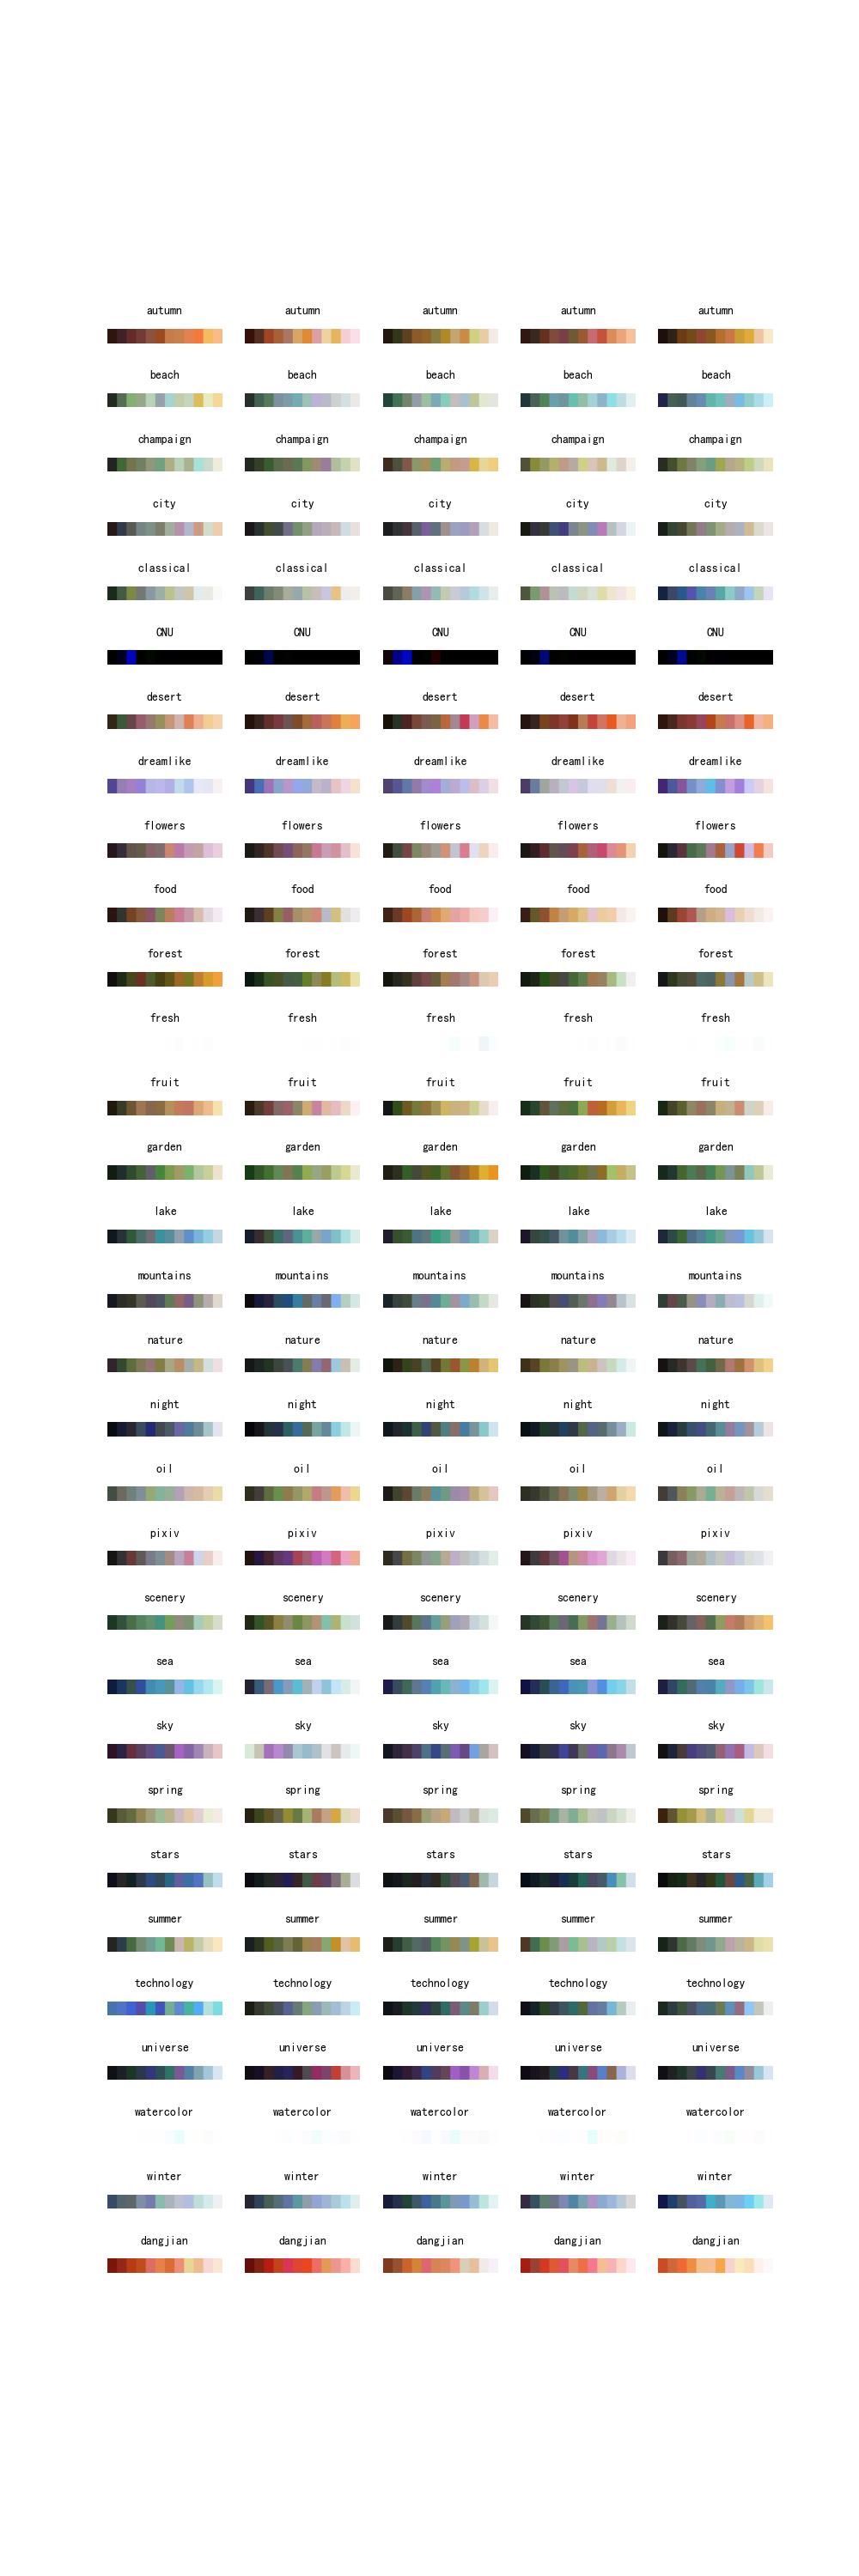 autumn autumn autumn autumn autumn
beach beach beach beach beach
champaign champaign champaign champaign champaign
city city city city city
classical classical classical classical classical
CNU CNU CNU CNU CNU
desert desert desert desert desert
dreamlike dreamlike dreamlike dreamlike dreamlike
flowers flowers flowers flowers flowers
food food food food food
forest forest forest forest forest
fresh fresh fresh fresh fresh
fruit fruit fruit fruit fruit
garden garden garden garden garden
lake lake lake lake lake
mountains mountains mountains mountains mountains
nature nature nature nature nature
night night night night night
oil oil oil oil oil
pixiv pixiv pixiv pixiv pixiv
scenery scenery scenery scenery scenery
sea sea sea sea sea
sky sky sky sky sky
spring spring spring spring spring
stars stars stars stars stars
summer summer summer summer summer
technology technology technology technology technology
universe universe universe universe universe
watercolor watercolor watercolor watercolor watercolor
winter winter winter winter winter
dangjian dangjian dangjian dangjian dangjian